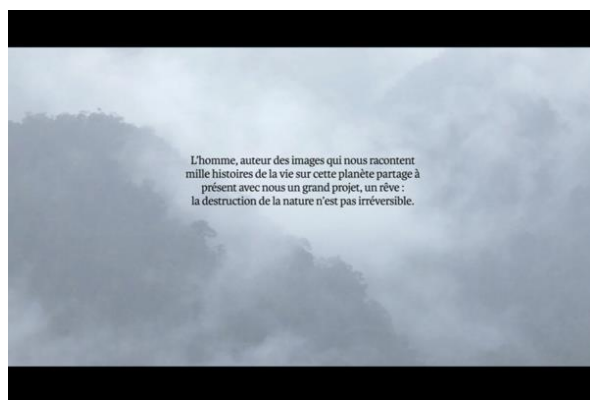 L'homme, auteur des images qui nous racontent
mille histoires de la vie sur cette planète partage à
présent avec nous un grand projet, un rêve :
la destruction de la nature n'est pas irréversible.